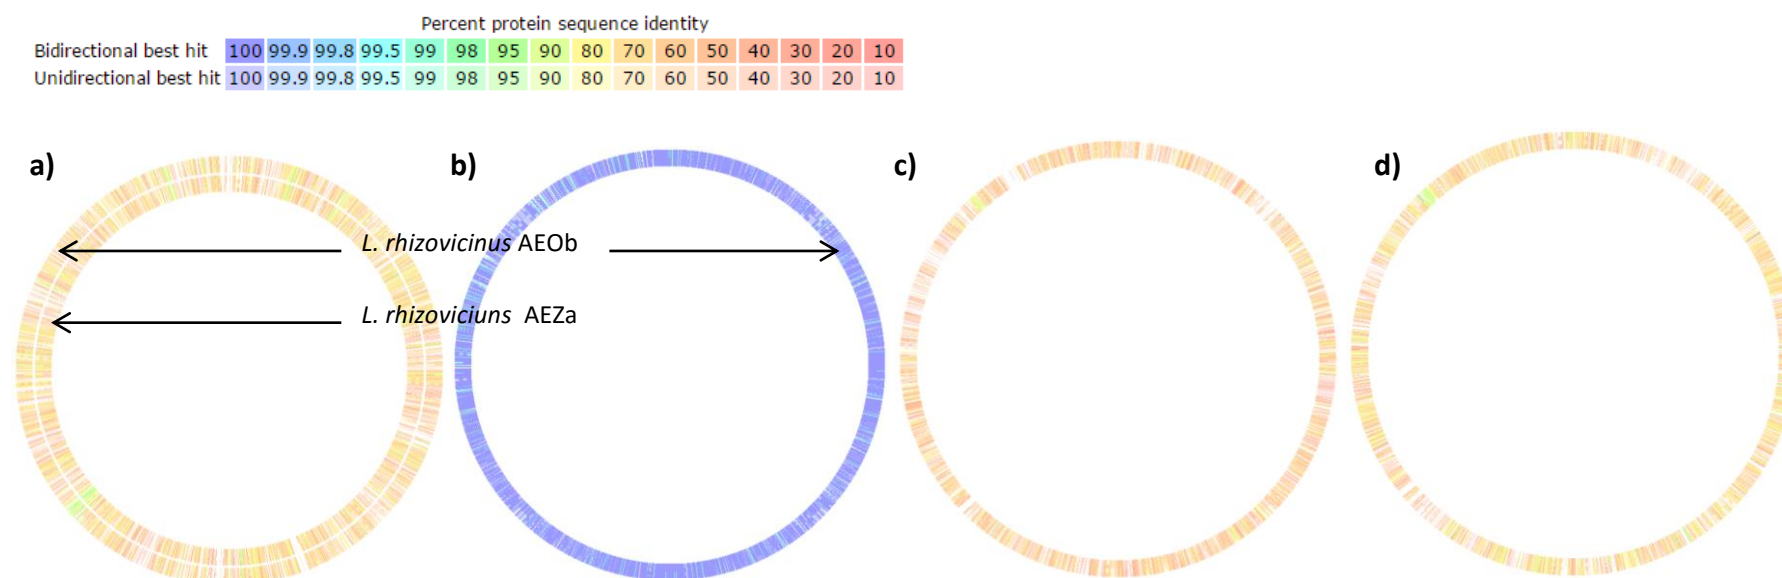 Percent protein sequence identity
Bidirectional best hit 100 99.9 99.8 99.5 99 98 95 90 80 70 60 50 40 30 20 10
Unidirectional best hit 100 99.9 99.8 99.5 99 98 95 90 80 70 60 50 40 30 20 10
a) b) c) d)
L. rhizovicinus AEOb
L. rhizoviciuns AEZa